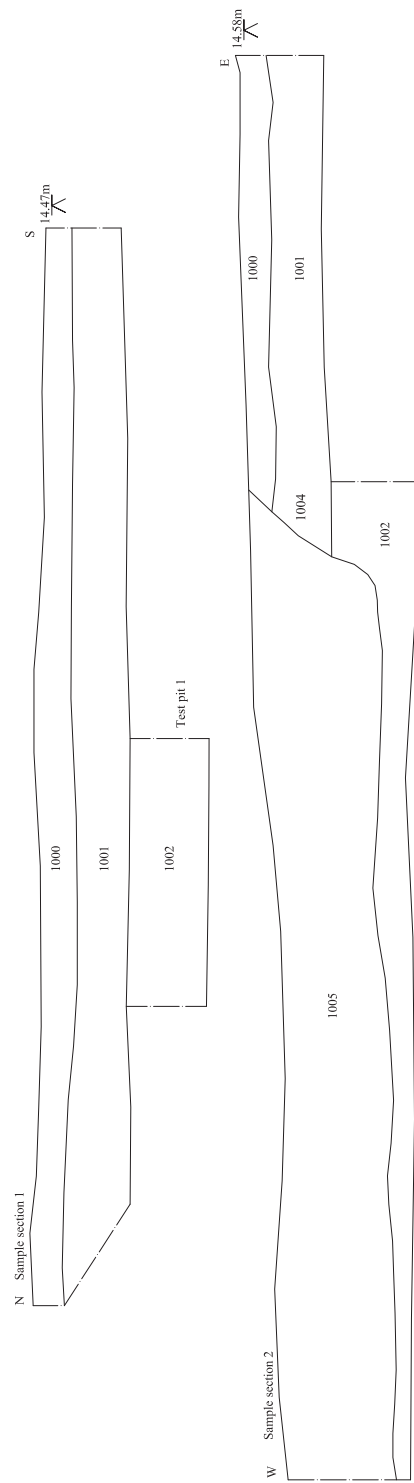 N
Sample section 1
S
14.47m
1000
1001
1002
Test pit 1
W
Sample section 2
E
14.58m
1000
1001
1004
1002
1005